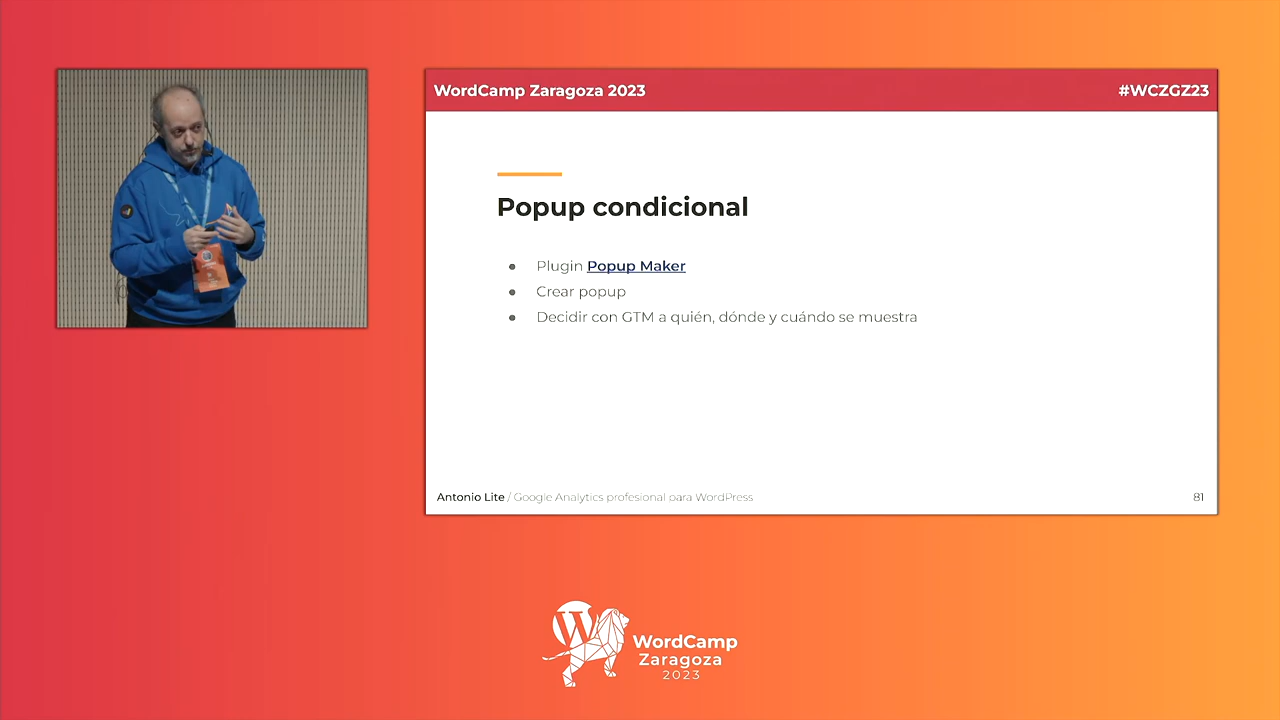 WordCamp Zaragoza 2023
#WCZGZ23
Popup condicional
● Plugin Popup Maker
● Crear popup
● Decidir con GTM a quién, dónde y cuándo se muestra
Antonio Lite / Google Analytics profesional para WordPress
81
WordCamp
Zaragoza
2023